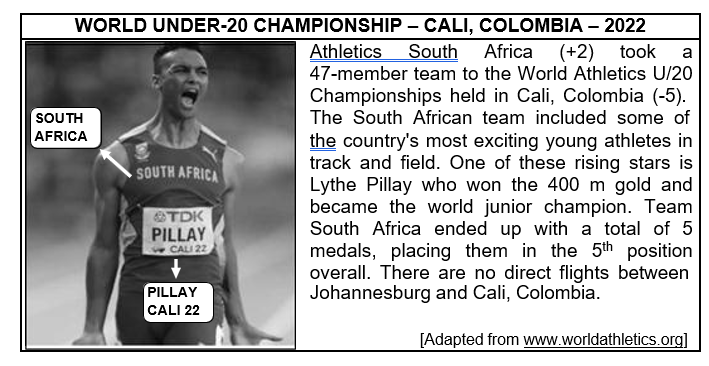 WORLD UNDER-20 CHAMPIONSHIP – CALI, COLOMBIA – 2022
SOUTH
AFRICA
SOUTH AFRICA
TDK
PILLAY
CALI 22
PILLAY
CALI 22
Athletics South Africa (+2) took a
47-member team to the World Athletics U/20
Championships held in Cali, Colombia (-5).
The South African team included some of
the country's most exciting young athletes in
track and field. One of these rising stars is
Lythe Pillay who won the 400 m gold and
became the world junior champion. Team
South Africa ended up with a total of 5
medals, placing them in the 5th position
overall. There are no direct flights between
Johannesburg and Cali, Colombia.
[Adapted from www.worldathletics.org]